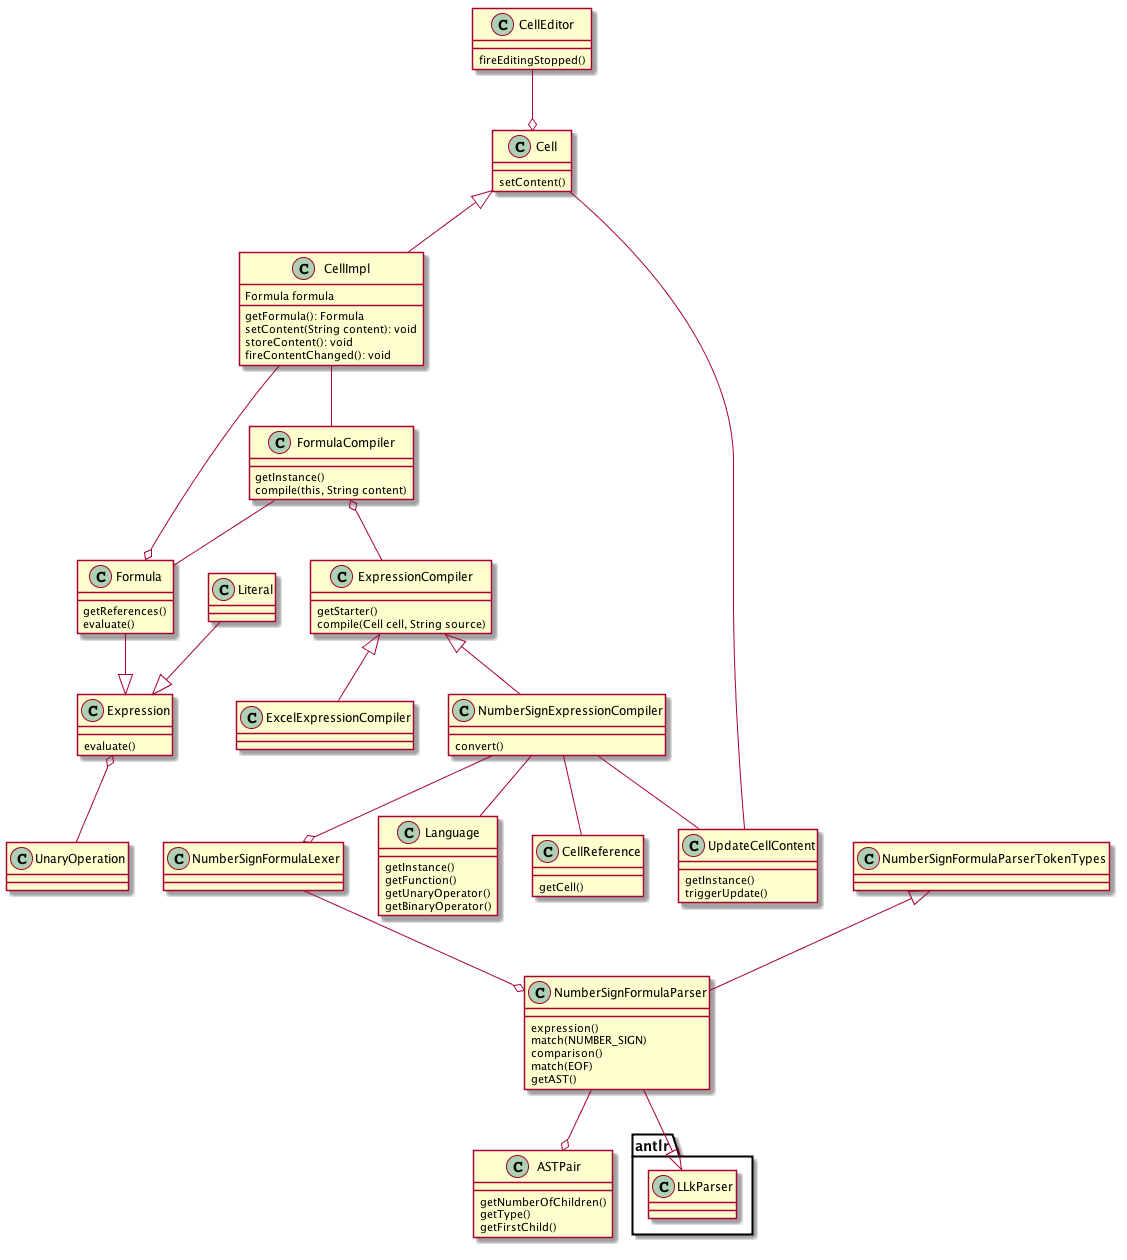 C CellEditor
fireEditingStopped()
C Cell
setContent()
C CellImpl
Formula formula
getFormula(): Formula
setContent(String content): void
storeContent(): void
fireContentChanged(): void
C FormulaCompiler
getInstance()
compile(this, String content)
C Formula
getReferences()
evaluate()
C Literal
C ExpressionCompiler
getStarter()
compile(Cell cell, String source)
C Expression
evaluate()
C ExcelExpressionCompiler
C NumberSignExpressionCompiler
convert()
C UnaryOperation
C NumberSignFormulaLexer
C Language
getInstance()
getFunction()
getUnaryOperator()
getBinaryOperator()
C CellReference
getCell()
C UpdateCellContent
getInstance()
triggerUpdate()
C NumberSignFormulaParserTokenTypes
C NumberSignFormulaParser
expression()
match(NUMBER_SIGN)
comparison()
match(EOF)
getAST()
C ASTPair
getNumberOfChildren()
getType()
getFirstChild()
antlr
C LLkParser